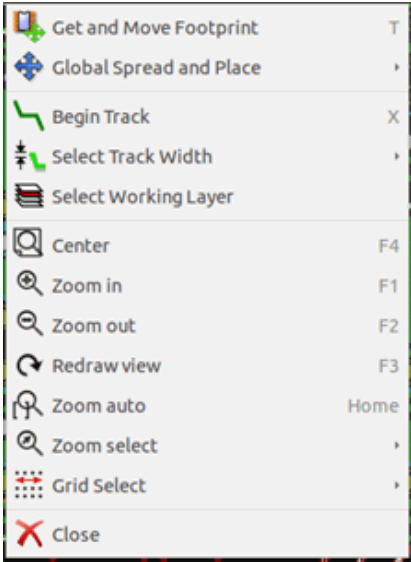 Get and Move Footprint T
Global Spread and Place
Begin Track X
Select Track Width
Select Working Layer
Center F4
Zoom in F1
Zoom out F2
Redraw view F3
Zoom auto Home
Zoom select
Grid Select
Close